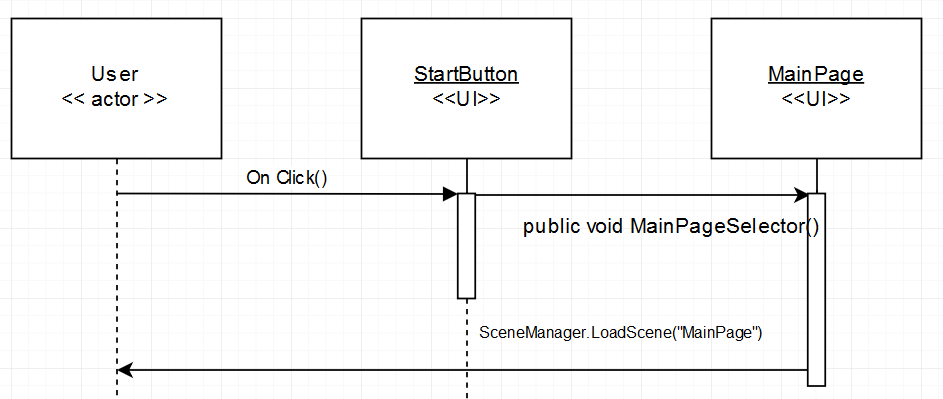 User
<< actor >>
StartButton
<<UI>>
MainPage
<<UI>>
On Click()
public void MainPageSelector()
SceneManager.LoadScene("MainPage")